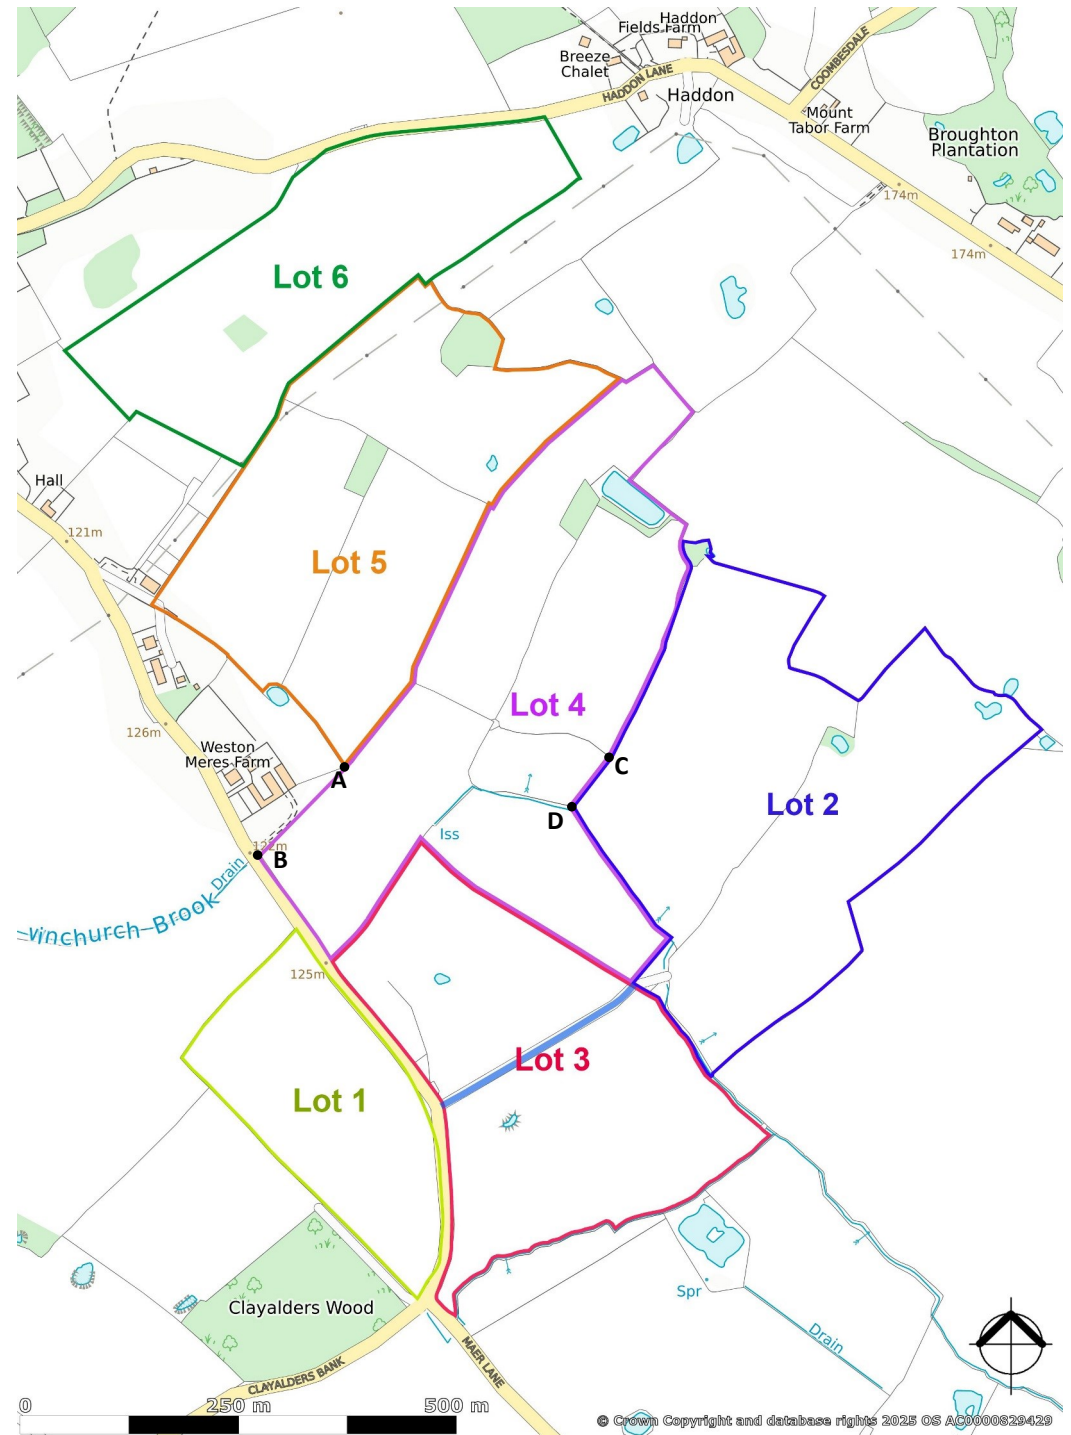 Haddon
Fields Farm
Breeze
Chalet
HADDON LANE
Haddon
COOMBESDALE
Mount
Tabor Farm
Broughton
Plantation
174m
174m
Lot 6
Hall
121m
Lot 5
Lot 4
126m
Weston
Meres Farm
A
C
Lot 2
D
Iss
122m
B
Drain
Brook
125m
Lot 3
Lot 1
Spr
Clayalders Wood
Drain
MAER LANE
CLAYALDERS BANK
0 250 m 500 m
© Crown Copyright and database rights 2025 OS AC0000829429